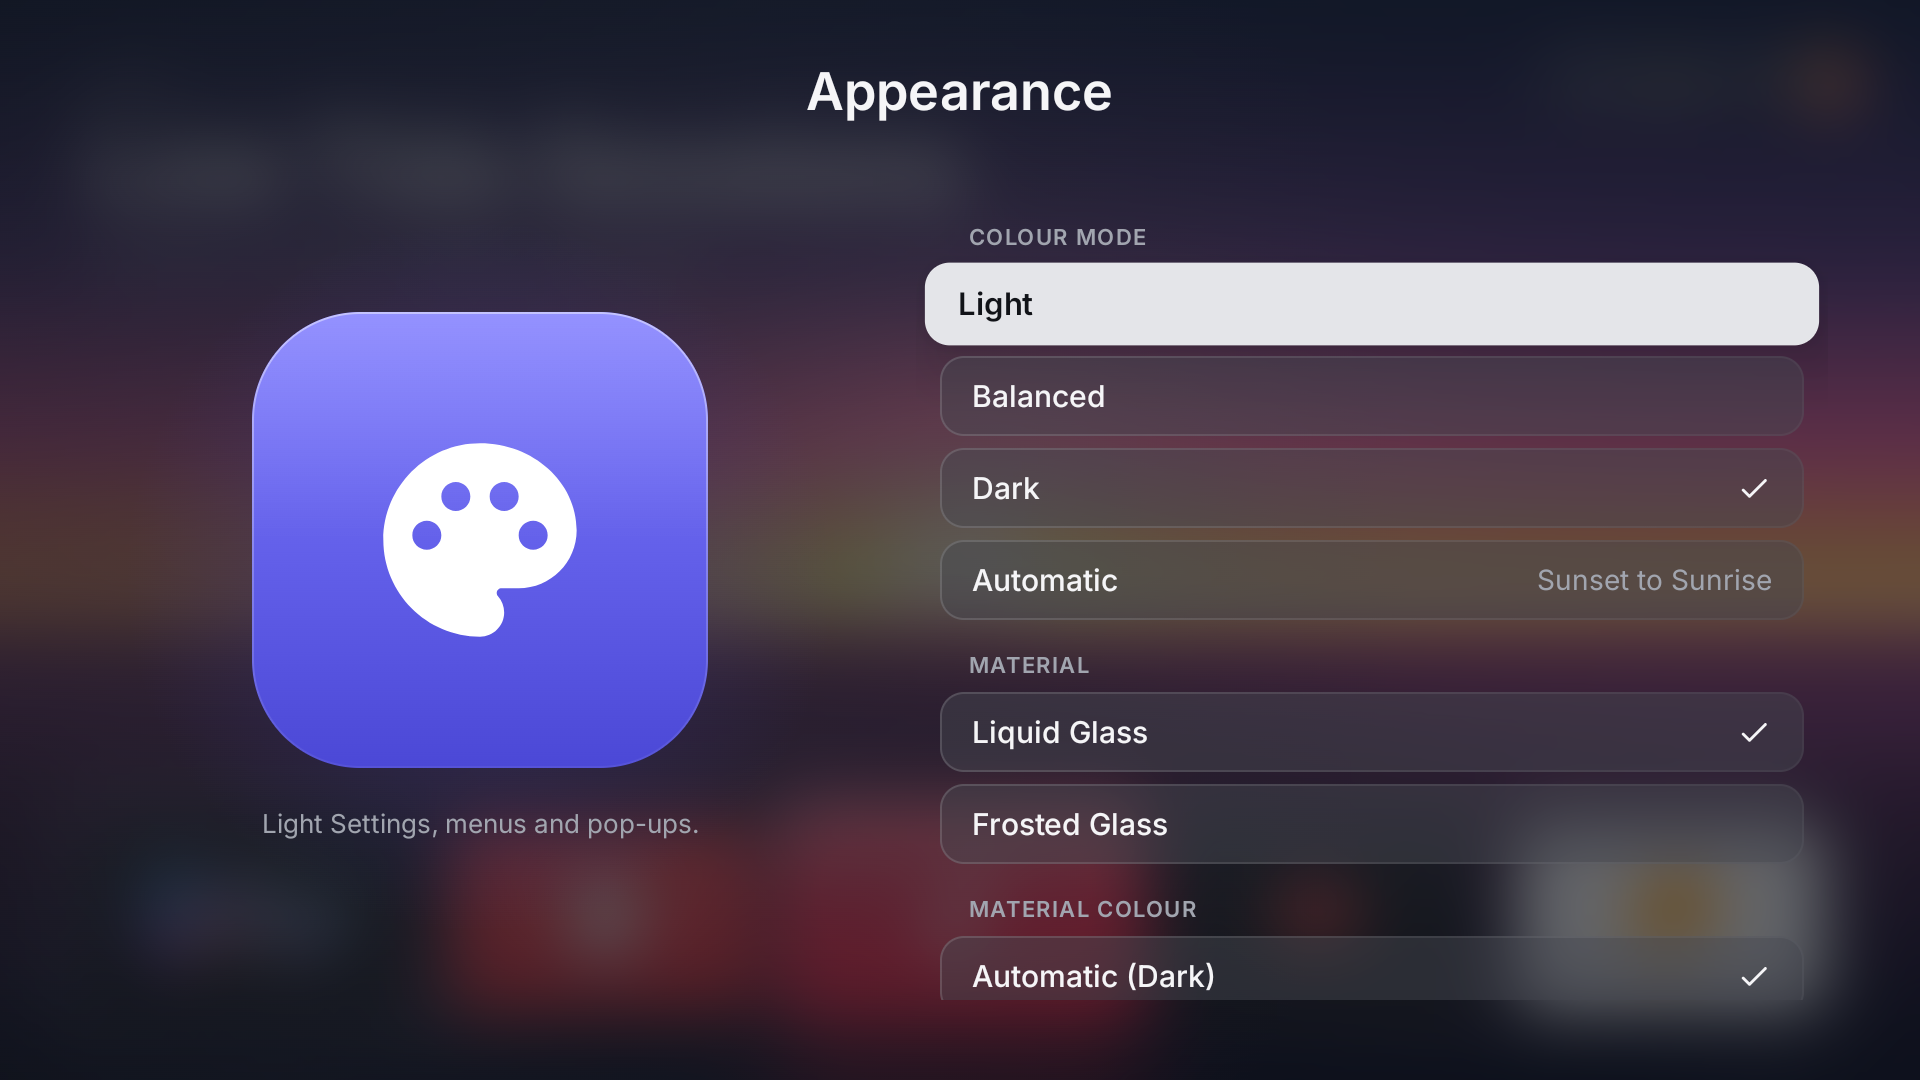 Appearance
COLOUR MODE
Light
Balanced
Dark
Automatic
Sunset to Sunrise
MATERIAL
Liquid Glass
Frosted Glass
MATERIAL COLOUR
Automatic (Dark)
Light Settings, menus and pop-ups.